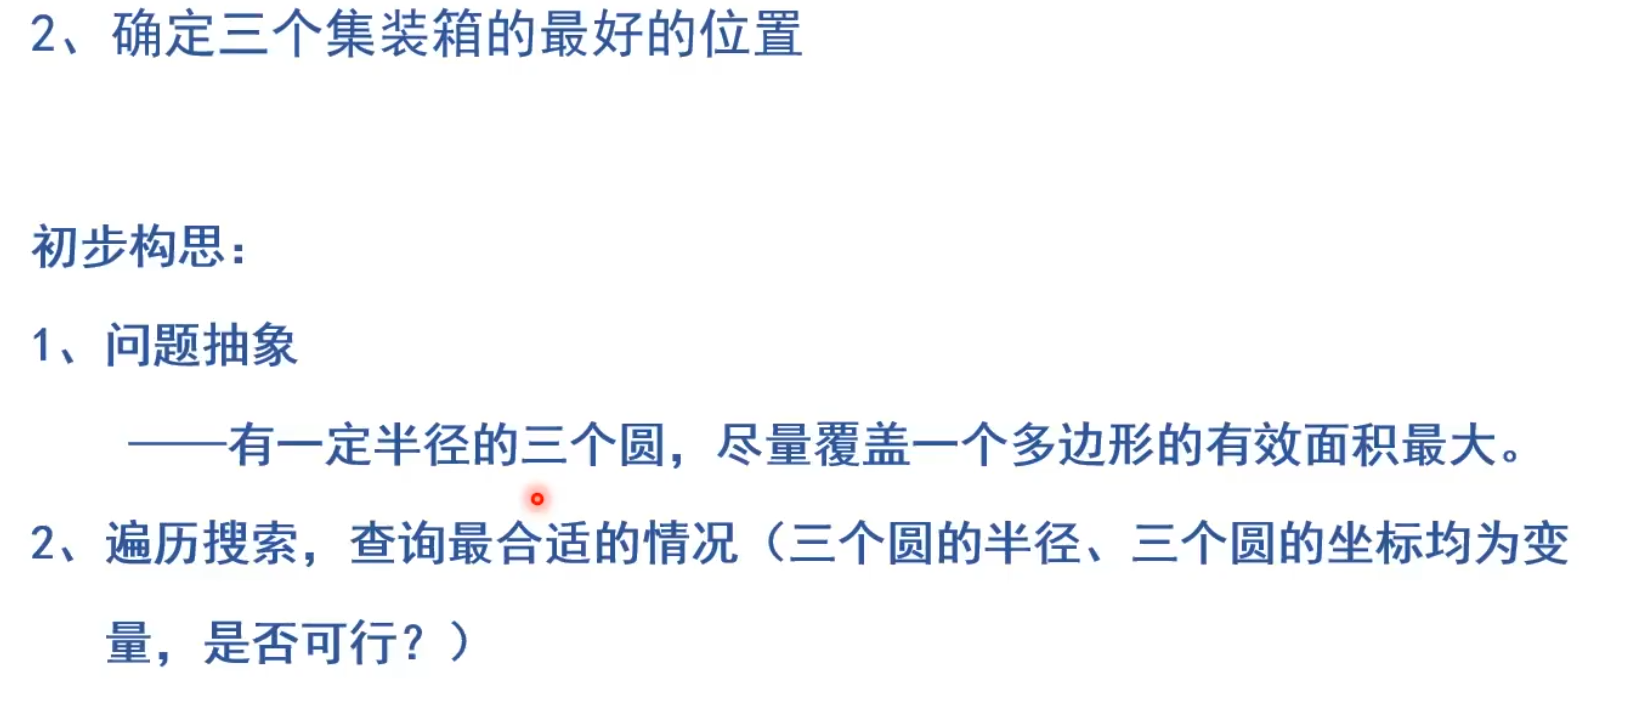 2、确定三个集装箱的最好的位置
初步构思：
1、问题抽象
——有一定半径的三个圆，尽量覆盖一个多边形的有效面积最大。
2、遍历搜索，查询最合适的情况（三个圆的半径、三个圆的坐标均为变
量，是否可行？）